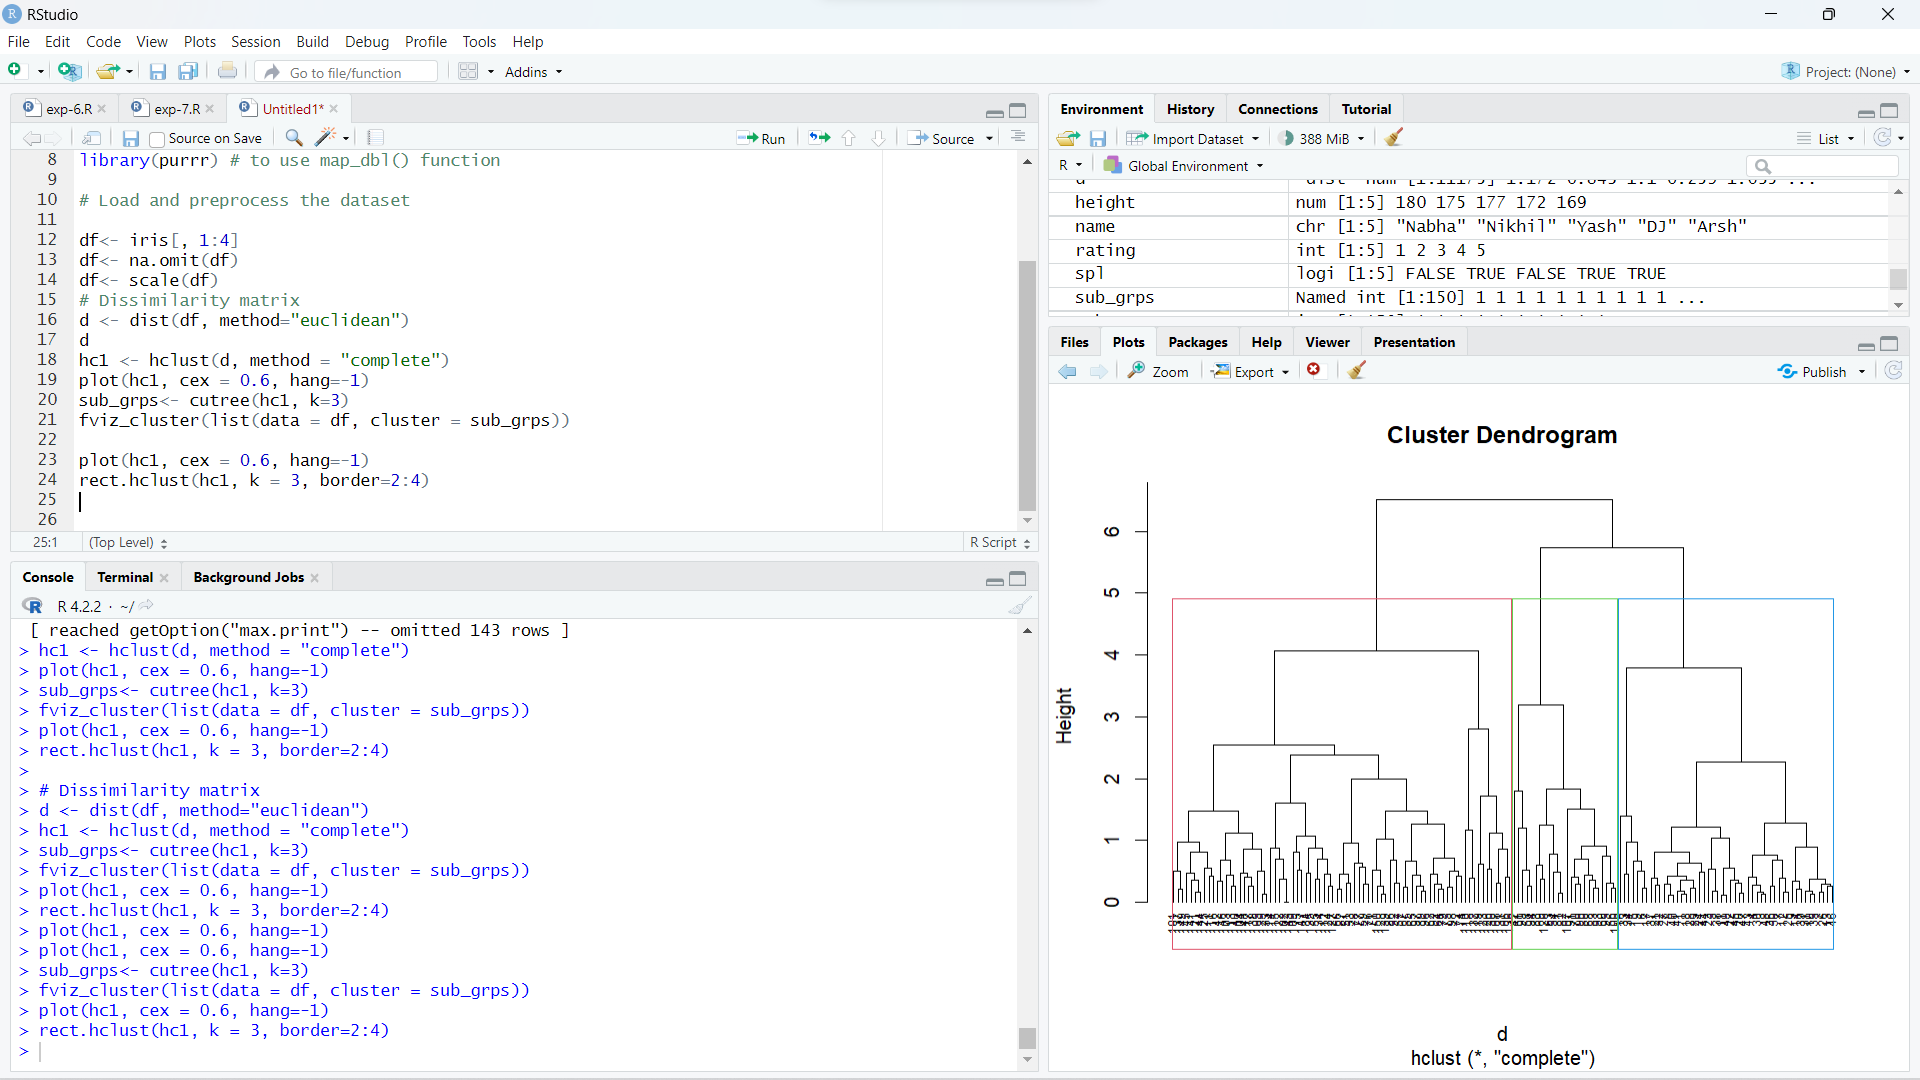 RStudio
File Edit Code View Plots Session Build Debug Profile Tools Help
Go to file/function Addins Project: (None)
exp-6.R exp-7.R Untitled1*
Source on Save Run Source
8 library(purrr) # to use map_dbl() function
9
10 # Load and preprocess the dataset
11
12 df<- iris[, 1:4]
13 df<- na.omit(df)
14 df<- scale(df)
15 # Dissimilarity matrix
16 d <- dist(df, method="euclidean")
17 d
18 hc1 <- hclust(d, method = "complete")
19 plot(hc1, cex = 0.6, hang=-1)
20 sub_grps<- cutree(hc1, k=3)
21 fviz_cluster(list(data = df, cluster = sub_grps))
22
23 plot(hc1, cex = 0.6, hang=-1)
24 rect.hclust(hc1, k = 3, border=2:4)
25
26
25:1 (Top Level) R Script
Console Terminal Background Jobs
R 4.2.2 · ~/
[ reached getOption("max.print") -- omitted 143 rows ]
> hc1 <- hclust(d, method = "complete")
> plot(hc1, cex = 0.6, hang=-1)
> sub_grps<- cutree(hc1, k=3)
> fviz_cluster(list(data = df, cluster = sub_grps))
> plot(hc1, cex = 0.6, hang=-1)
> rect.hclust(hc1, k = 3, border=2:4)
>
> # Dissimilarity matrix
> d <- dist(df, method="euclidean")
> hc1 <- hclust(d, method = "complete")
> sub_grps<- cutree(hc1, k=3)
> fviz_cluster(list(data = df, cluster = sub_grps))
> plot(hc1, cex = 0.6, hang=-1)
> rect.hclust(hc1, k = 3, border=2:4)
> plot(hc1, cex = 0.6, hang=-1)
> plot(hc1, cex = 0.6, hang=-1)
> sub_grps<- cutree(hc1, k=3)
> fviz_cluster(list(data = df, cluster = sub_grps))
> plot(hc1, cex = 0.6, hang=-1)
> rect.hclust(hc1, k = 3, border=2:4)
>
Environment History Connections Tutorial
Import Dataset 388 MiB List
R Global Environment
height num [1:5] 180 175 177 172 169
name chr [1:5] "Nabha" "Nikhil" "Yash" "DJ" "Arsh"
rating int [1:5] 1 2 3 4 5
spl logi [1:5] FALSE TRUE FALSE TRUE TRUE
sub_grps Named int [1:150] 1 1 1 1 1 1 1 1 1 1 ...
Files Plots Packages Help Viewer Presentation
Zoom Export Publish
Cluster Dendrogram
Height
6
5
4
3
2
1
0
d
hclust (*, "complete")